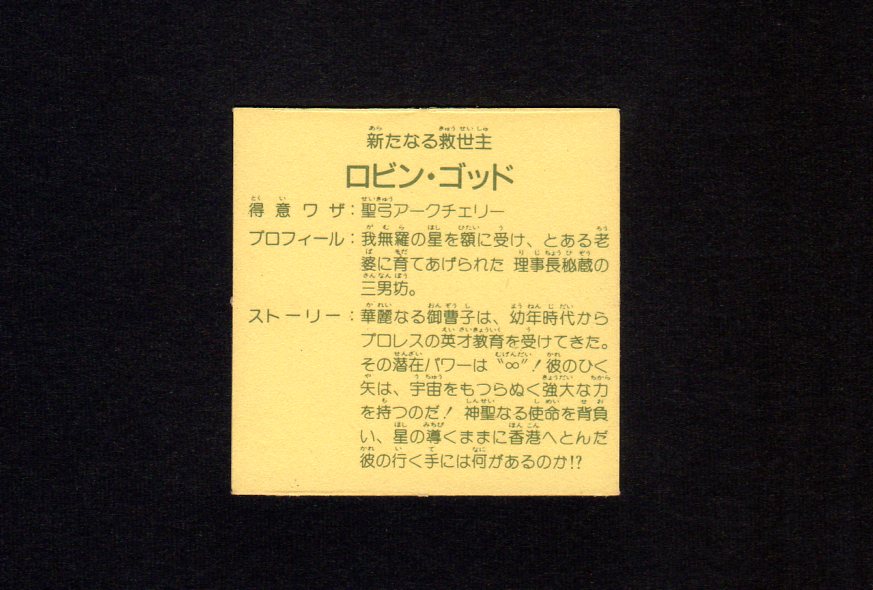 新たなる救世主
ロビン・ゴッド
得意ワザ：聖弓アークチェリー
プロフィール：我無羅の星を額に受け、とある老
婆に育てあげられた 理事長秘蔵の
三男坊。
ストーリー：華麗なる御曹子は、幼年時代から
プロレスの英才教育を受けてきた。
その潜在パワーは〝∞〟！彼のひく
矢は、宇宙をもつらぬく強大な力
を持つのだ！ 神聖なる使命を背負
い、星の導くままに香港へとんだ
彼の行く手には何があるのか!?